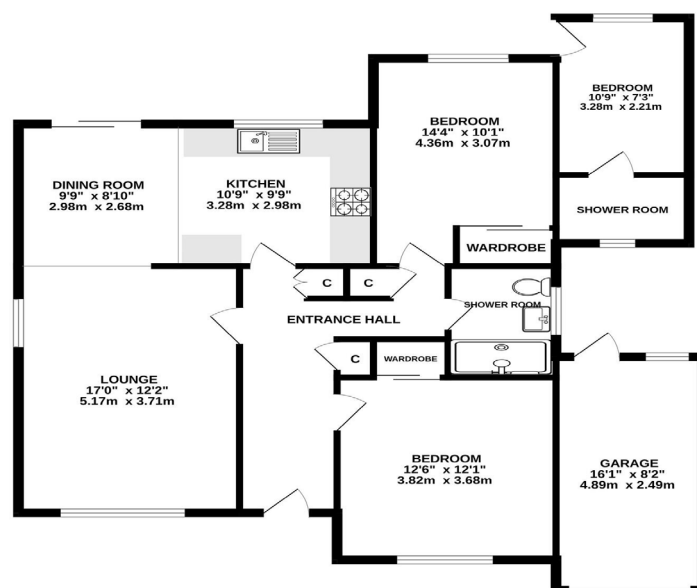 BEDROOM
10'9" x 7'3"
3.28m x 2.21m
BEDROOM
14'4" x 10'1"
4.36m x 3.07m
DINING ROOM
9'9" x 8'10"
2.98m x 2.68m
KITCHEN
10'9" x 9'9"
3.28m x 2.98m
SHOWER ROOM
WARDROBE
C
C
SHOWER ROOM
ENTRANCE HALL
C
WARDROBE
LOUNGE
17'0" x 12'2"
5.17m x 3.71m
BEDROOM
12'6" x 12'1"
3.82m x 3.68m
GARAGE
16'1" x 8'2"
4.89m x 2.49m